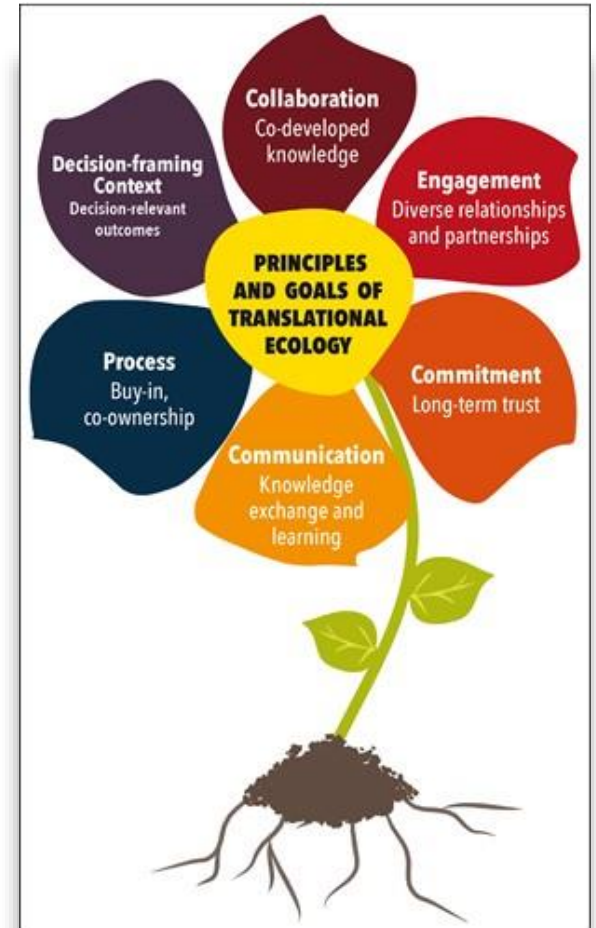 Collaboration
Co-developed
knowledge
Engagement
Diverse relationships
and partnerships
Commitment
Long-term trust
Communication
Knowledge
exchange and
learning
Process
Buy-in,
co-ownership
Decision-framing
Context
Decision-relevant
outcomes
PRINCIPLES
AND GOALS OF
TRANSLATIONAL
ECOLOGY